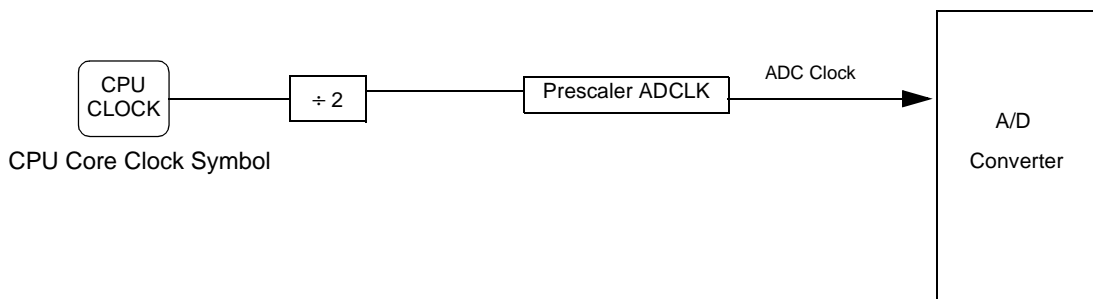 CPU
CLOCK
CPU Core Clock Symbol
÷ 2
Prescaler ADCLK
ADC Clock
A/D
Converter